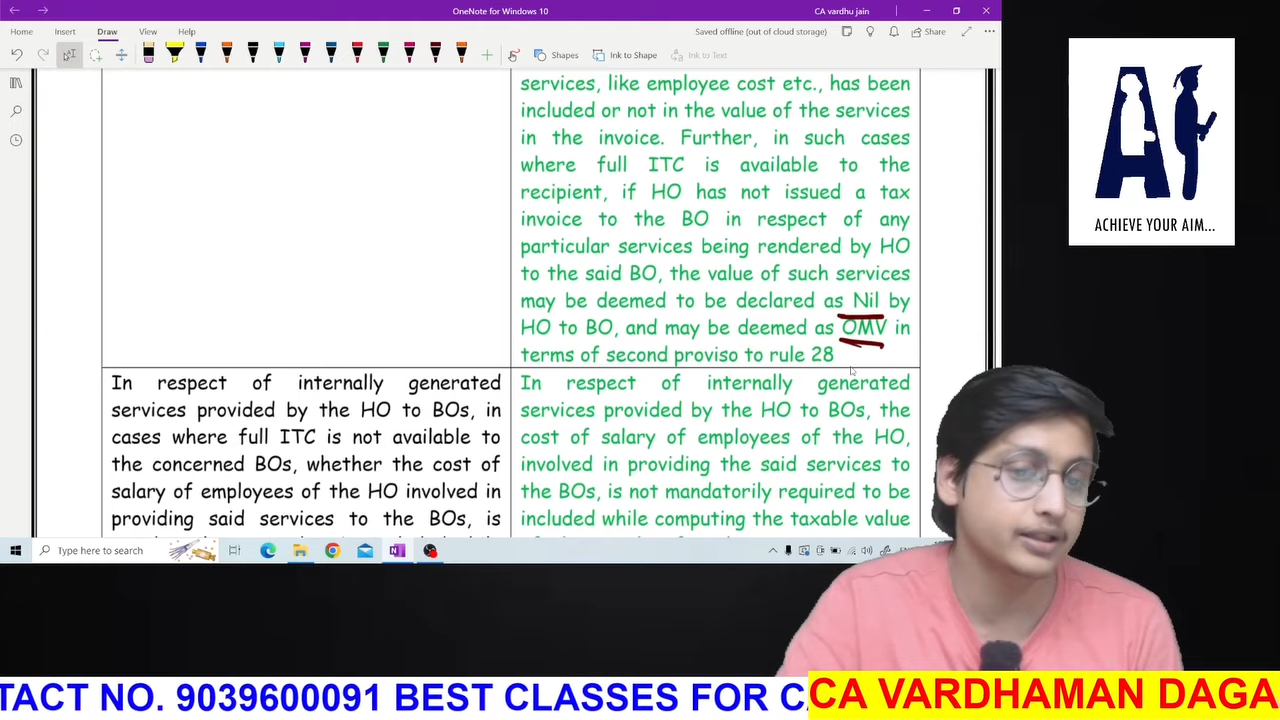 OneNote for Windows 10
CA vardhu jain
Home Insert Draw View Help
Saved offline (out of cloud storage)
Share
Shapes
Ink to Shape
Ink to Text
services, like employee cost etc., has been
included or not in the value of the services
in the invoice. Further, in such cases
where full ITC is available to the
recipient, if HO has not issued a tax
invoice to the BO in respect of any
particular services being rendered by HO
to the said BO, the value of such services
may be deemed to be declared as Nil by
HO to BO, and may be deemed as OMV in
terms of second proviso to rule 28
In respect of internally generated
services provided by the HO to BOs, in
cases where full ITC is not available to
the concerned BOs, whether the cost of
salary of employees of the HO involved in
providing said services to the BOs, is
In respect of internally generated
services provided by the HO to BOs, the
cost of salary of employees of the HO,
involved in providing the said services to
the BOs, is not mandatorily required to be
included while computing the taxable value
Type here to search
AI
ACHIEVE YOUR AIM...
TACT NO. 9039600091 BEST CLASSES FOR CA
CA VARDHAMAN DAGA